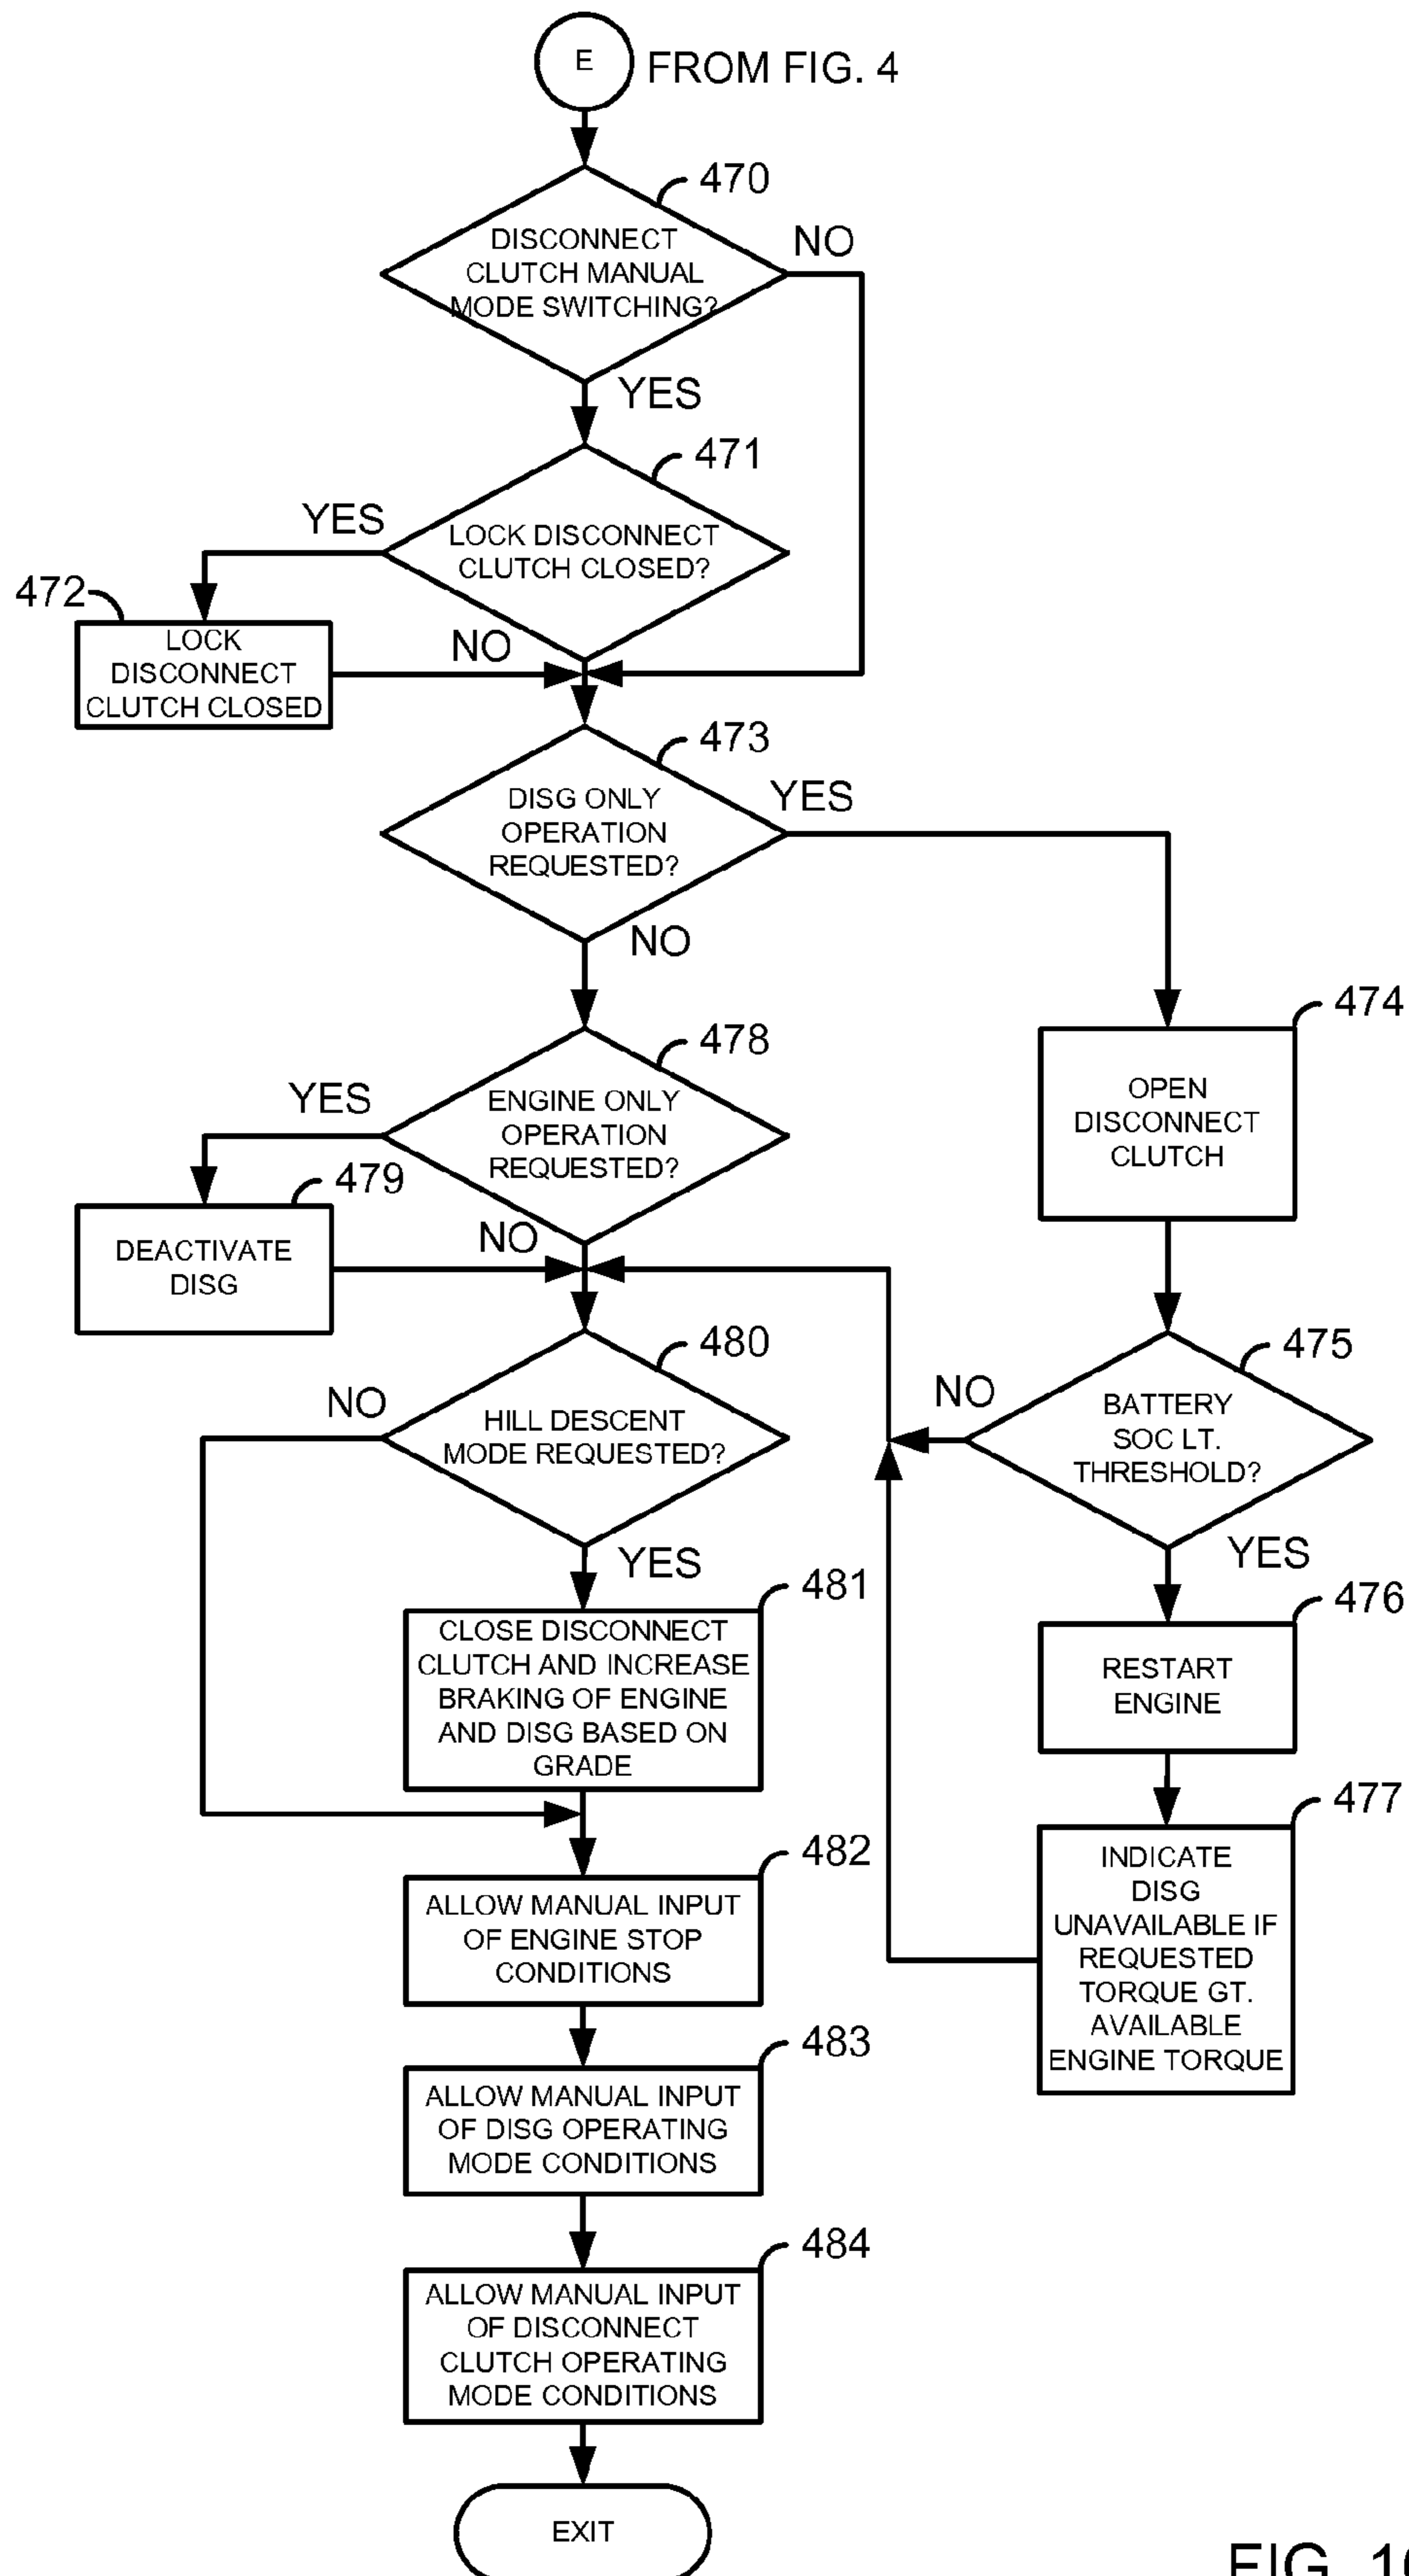 E
FROM FIG. 4
470
DISCONNECT
CLUTCH MANUAL
MODE SWITCHING?
NO
YES
471
LOCK DISCONNECT
CLUTCH CLOSED?
YES
472
LOCK
DISCONNECT
CLUTCH CLOSED
NO
473
DISG ONLY
OPERATION
REQUESTED?
YES
NO
474
OPEN
DISCONNECT
CLUTCH
478
ENGINE ONLY
OPERATION
REQUESTED?
YES
479
DEACTIVATE
DISG
NO
475
BATTERY
SOC LT.
THRESHOLD?
NO
YES
480
HILL DESCENT
MODE REQUESTED?
NO
YES
476
RESTART
ENGINE
481
CLOSE DISCONNECT
CLUTCH AND INCREASE
BRAKING OF ENGINE
AND DISG BASED ON
GRADE
477
INDICATE
DISG
UNAVAILABLE IF
REQUESTED
TORQUE GT.
AVAILABLE
ENGINE TORQUE
482
ALLOW MANUAL INPUT
OF ENGINE STOP
CONDITIONS
483
ALLOW MANUAL INPUT
OF DISG OPERATING
MODE CONDITIONS
484
ALLOW MANUAL INPUT
OF DISCONNECT
CLUTCH OPERATING
MODE CONDITIONS
EXIT
FIG.